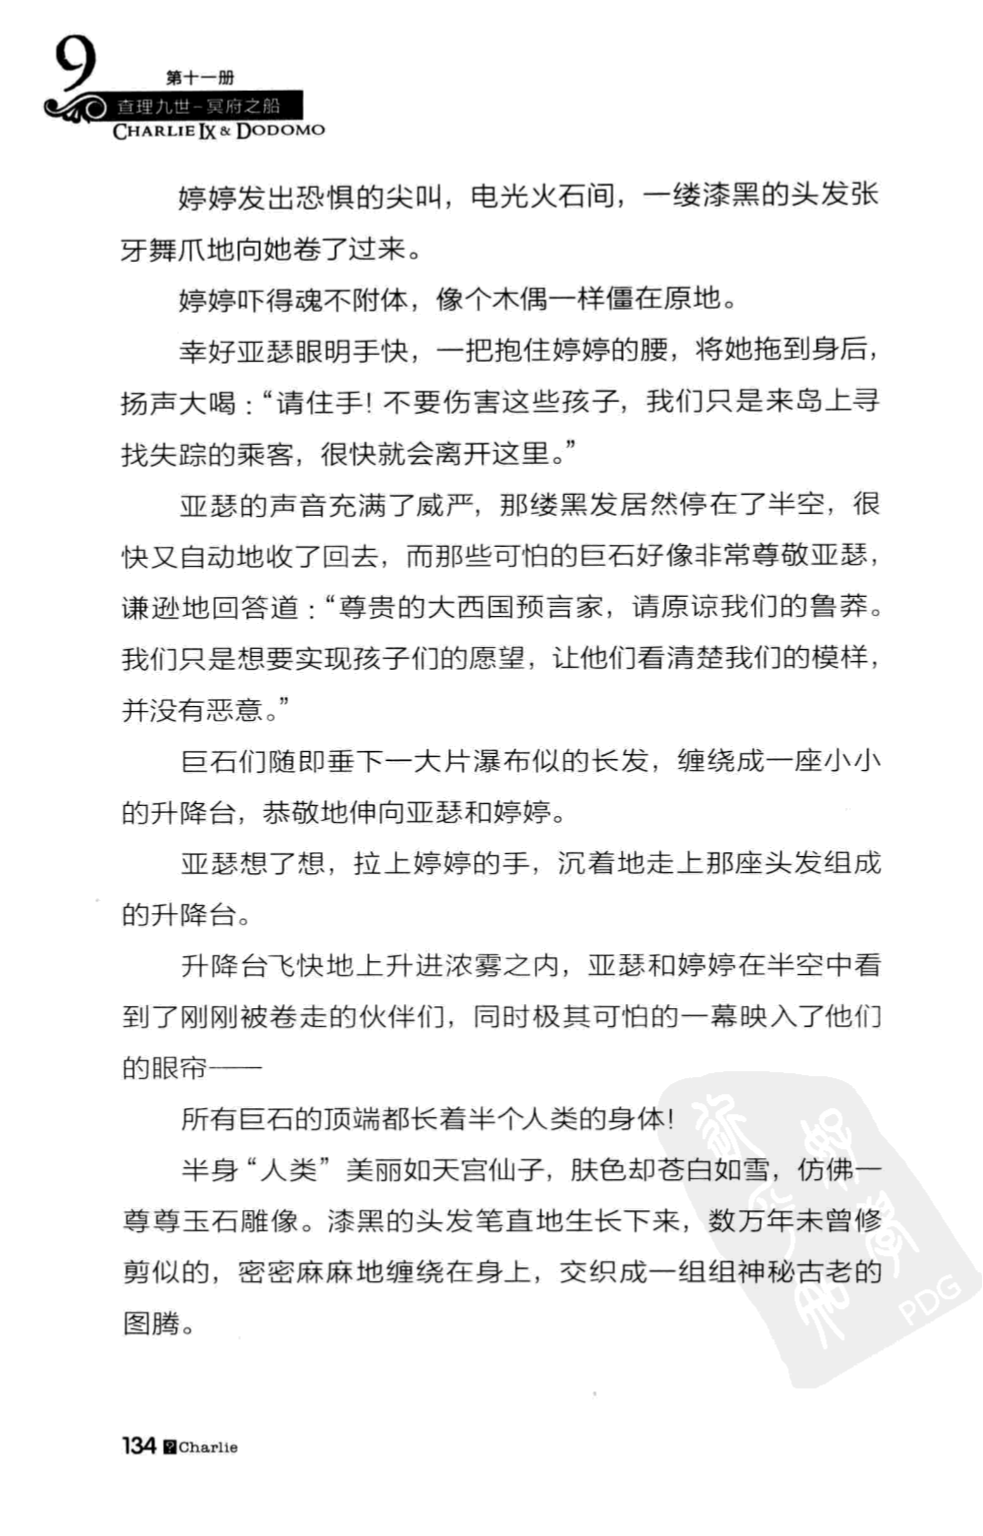 9
第十一册
查理九世-冥府之船
CHARLIE IX & DODOMO
婷婷发出恐惧的尖叫，电光火石间，一缕漆黑的头发张
牙舞爪地向她卷了过来。
婷婷吓得魂不附体，像个木偶一样僵在原地。
幸好亚瑟眼明手快，一把抱住婷婷的腰，将她拖到身后，
扬声大喝：“请住手！不要伤害这些孩子，我们只是来岛上寻
找失踪的乘客，很快就会离开这里。”
亚瑟的声音充满了威严，那缕黑发居然停在了半空，很
快又自动地收了回去，而那些可怕的巨石好像非常尊敬亚瑟，
谦逊地回答道：“尊贵的大西国预言家，请原谅我们的鲁莽。
我们只是想要实现孩子们的愿望，让他们看清楚我们的模样，
并没有恶意。”
巨石们随即垂下一大片瀑布似的长发，缠绕成一座小小
的升降台，恭敬地伸向亚瑟和婷婷。
亚瑟想了想，拉上婷婷的手，沉着地走上那座头发组成
的升降台。
升降台飞快地上升进浓雾之内，亚瑟和婷婷在半空中看
到了刚刚被卷走的伙伴们，同时极其可怕的一幕映入了他们
的眼帘——
所有巨石的顶端都长着半个人类的身体！
半身“人类”美丽如天宫仙子，肤色却苍白如雪，仿佛一
尊尊玉石雕像。漆黑的头发笔直地生长下来，数万年未曾修
剪似的，密密麻麻地缠绕在身上，交织成一组组神秘古老的
图腾。
PDG
134 ? Charlie